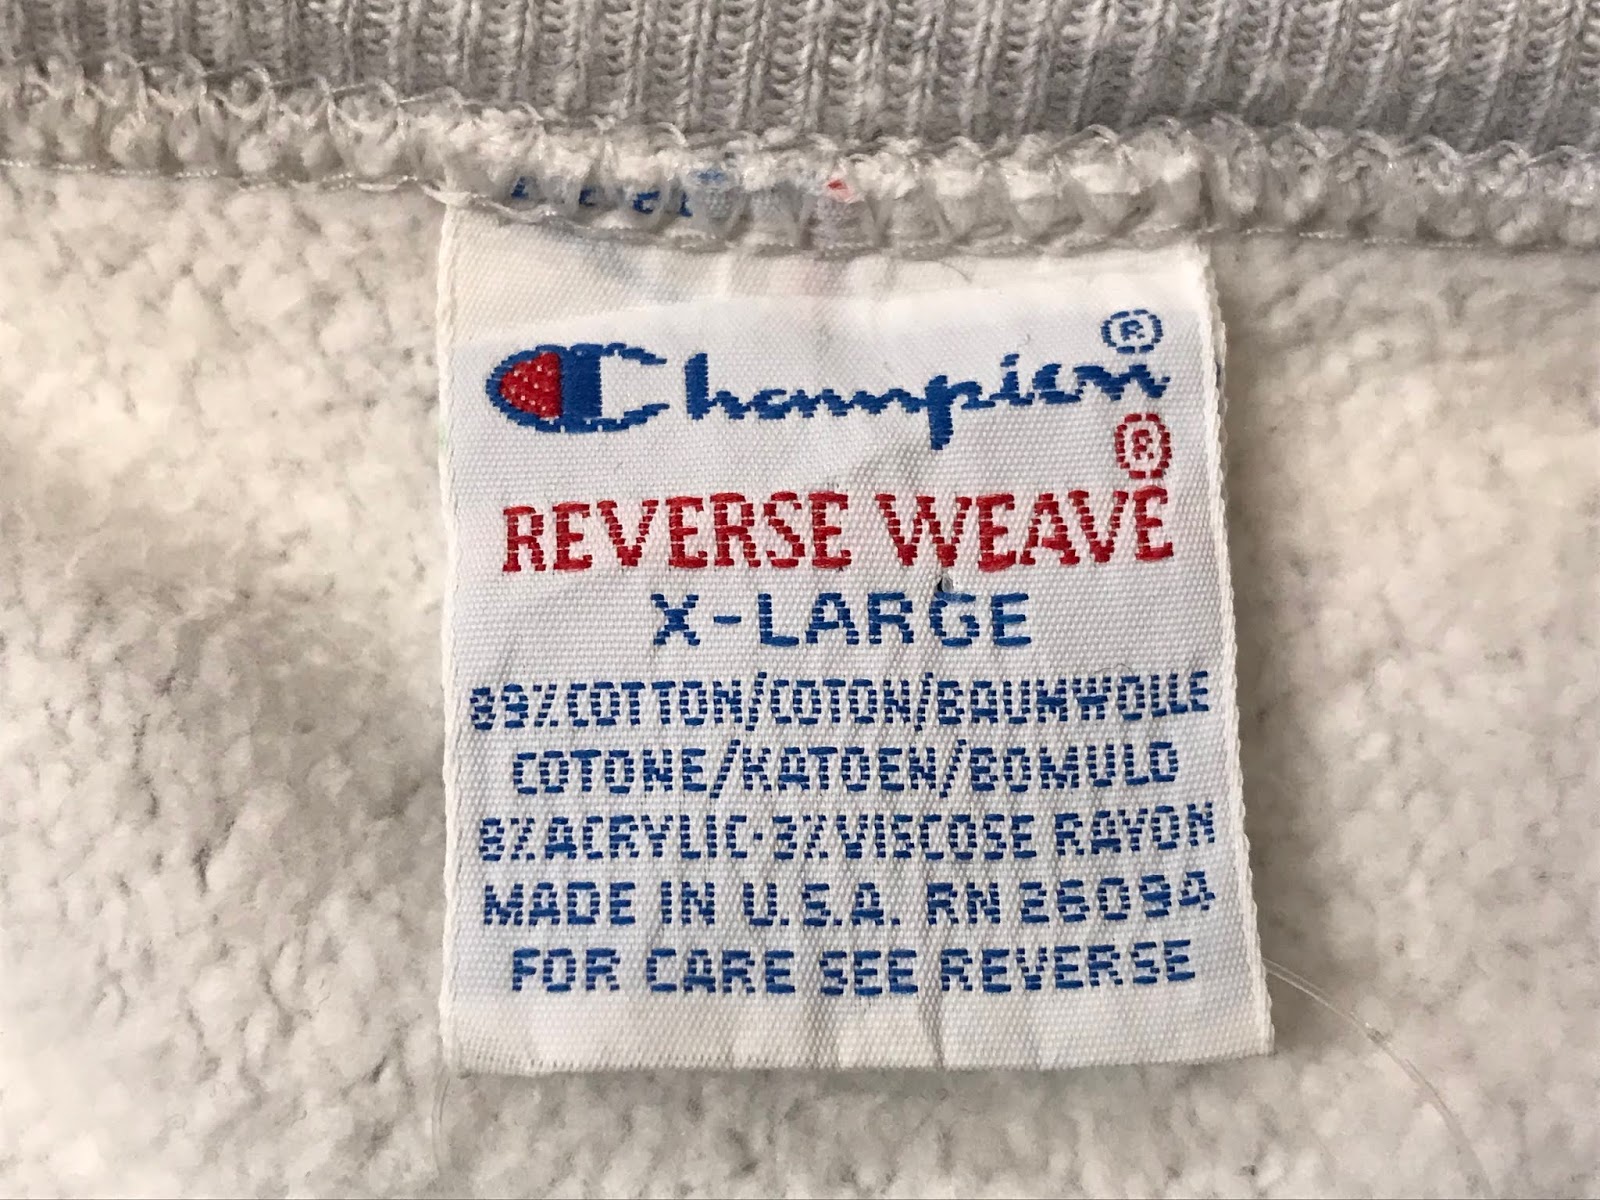 Champion ®
®
REVERSE WEAVE
X-LARGE
89%COTTON/COTON/BAUMWOLLE
COTONE/KATOEN/BOMULD
8%ACRYLIC·3%VISCOSE RAYON
MADE IN U.S.A. RN 26094
FOR CARE SEE REVERSE